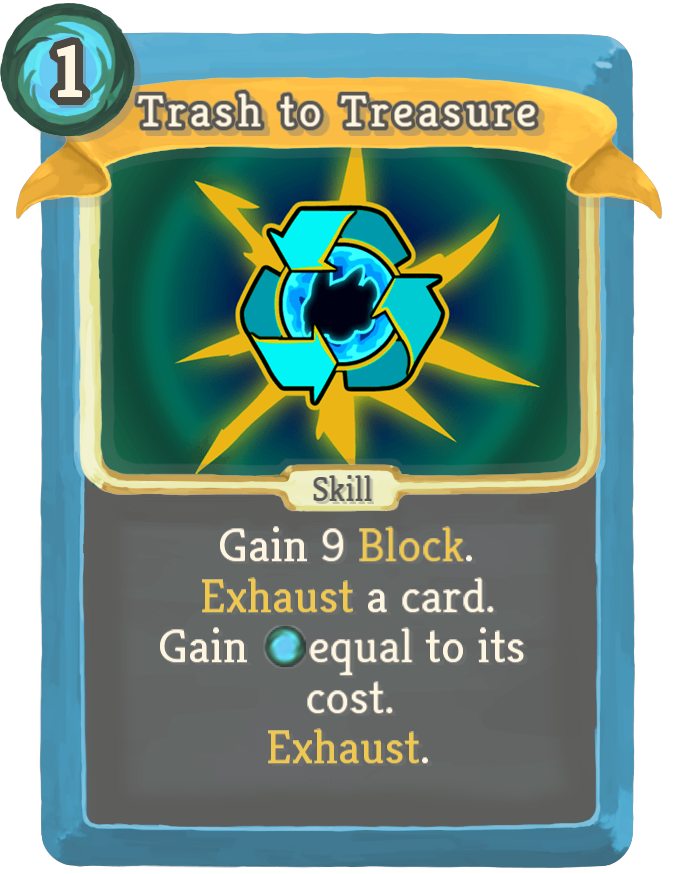 1
Trash to Treasure
Skill
Gain 9 Block.
Exhaust a card.
Gain equal to its
cost.
Exhaust.